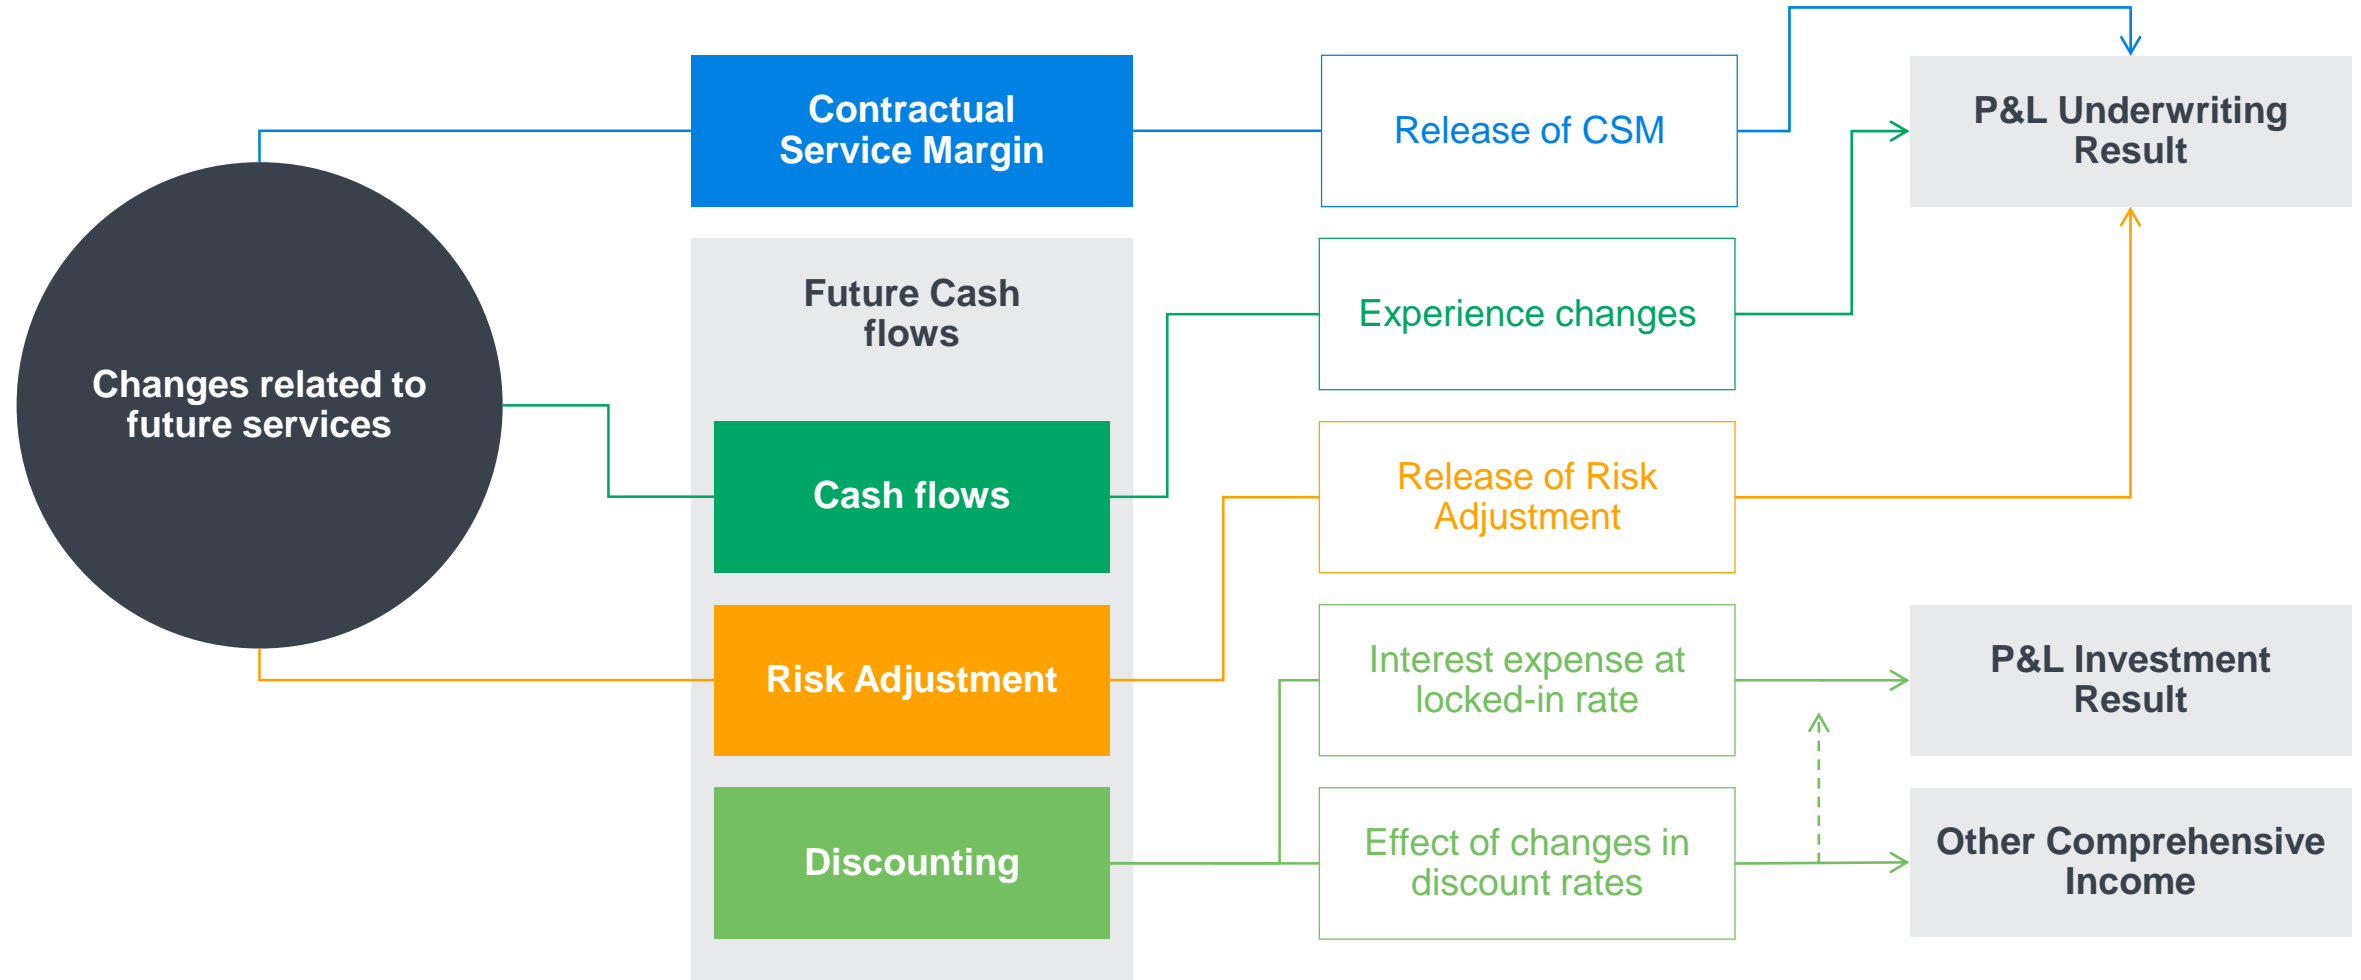 Contractual
Service Margin
Release of CSM
P&L Underwriting
Result
Future Cash
flows
Experience changes
Changes related to
future services
Cash flows
Release of Risk
Adjustment
Risk Adjustment
Interest expense at
locked-in rate
P&L Investment
Result
Discounting
Effect of changes in
discount rates
Other Comprehensive
Income